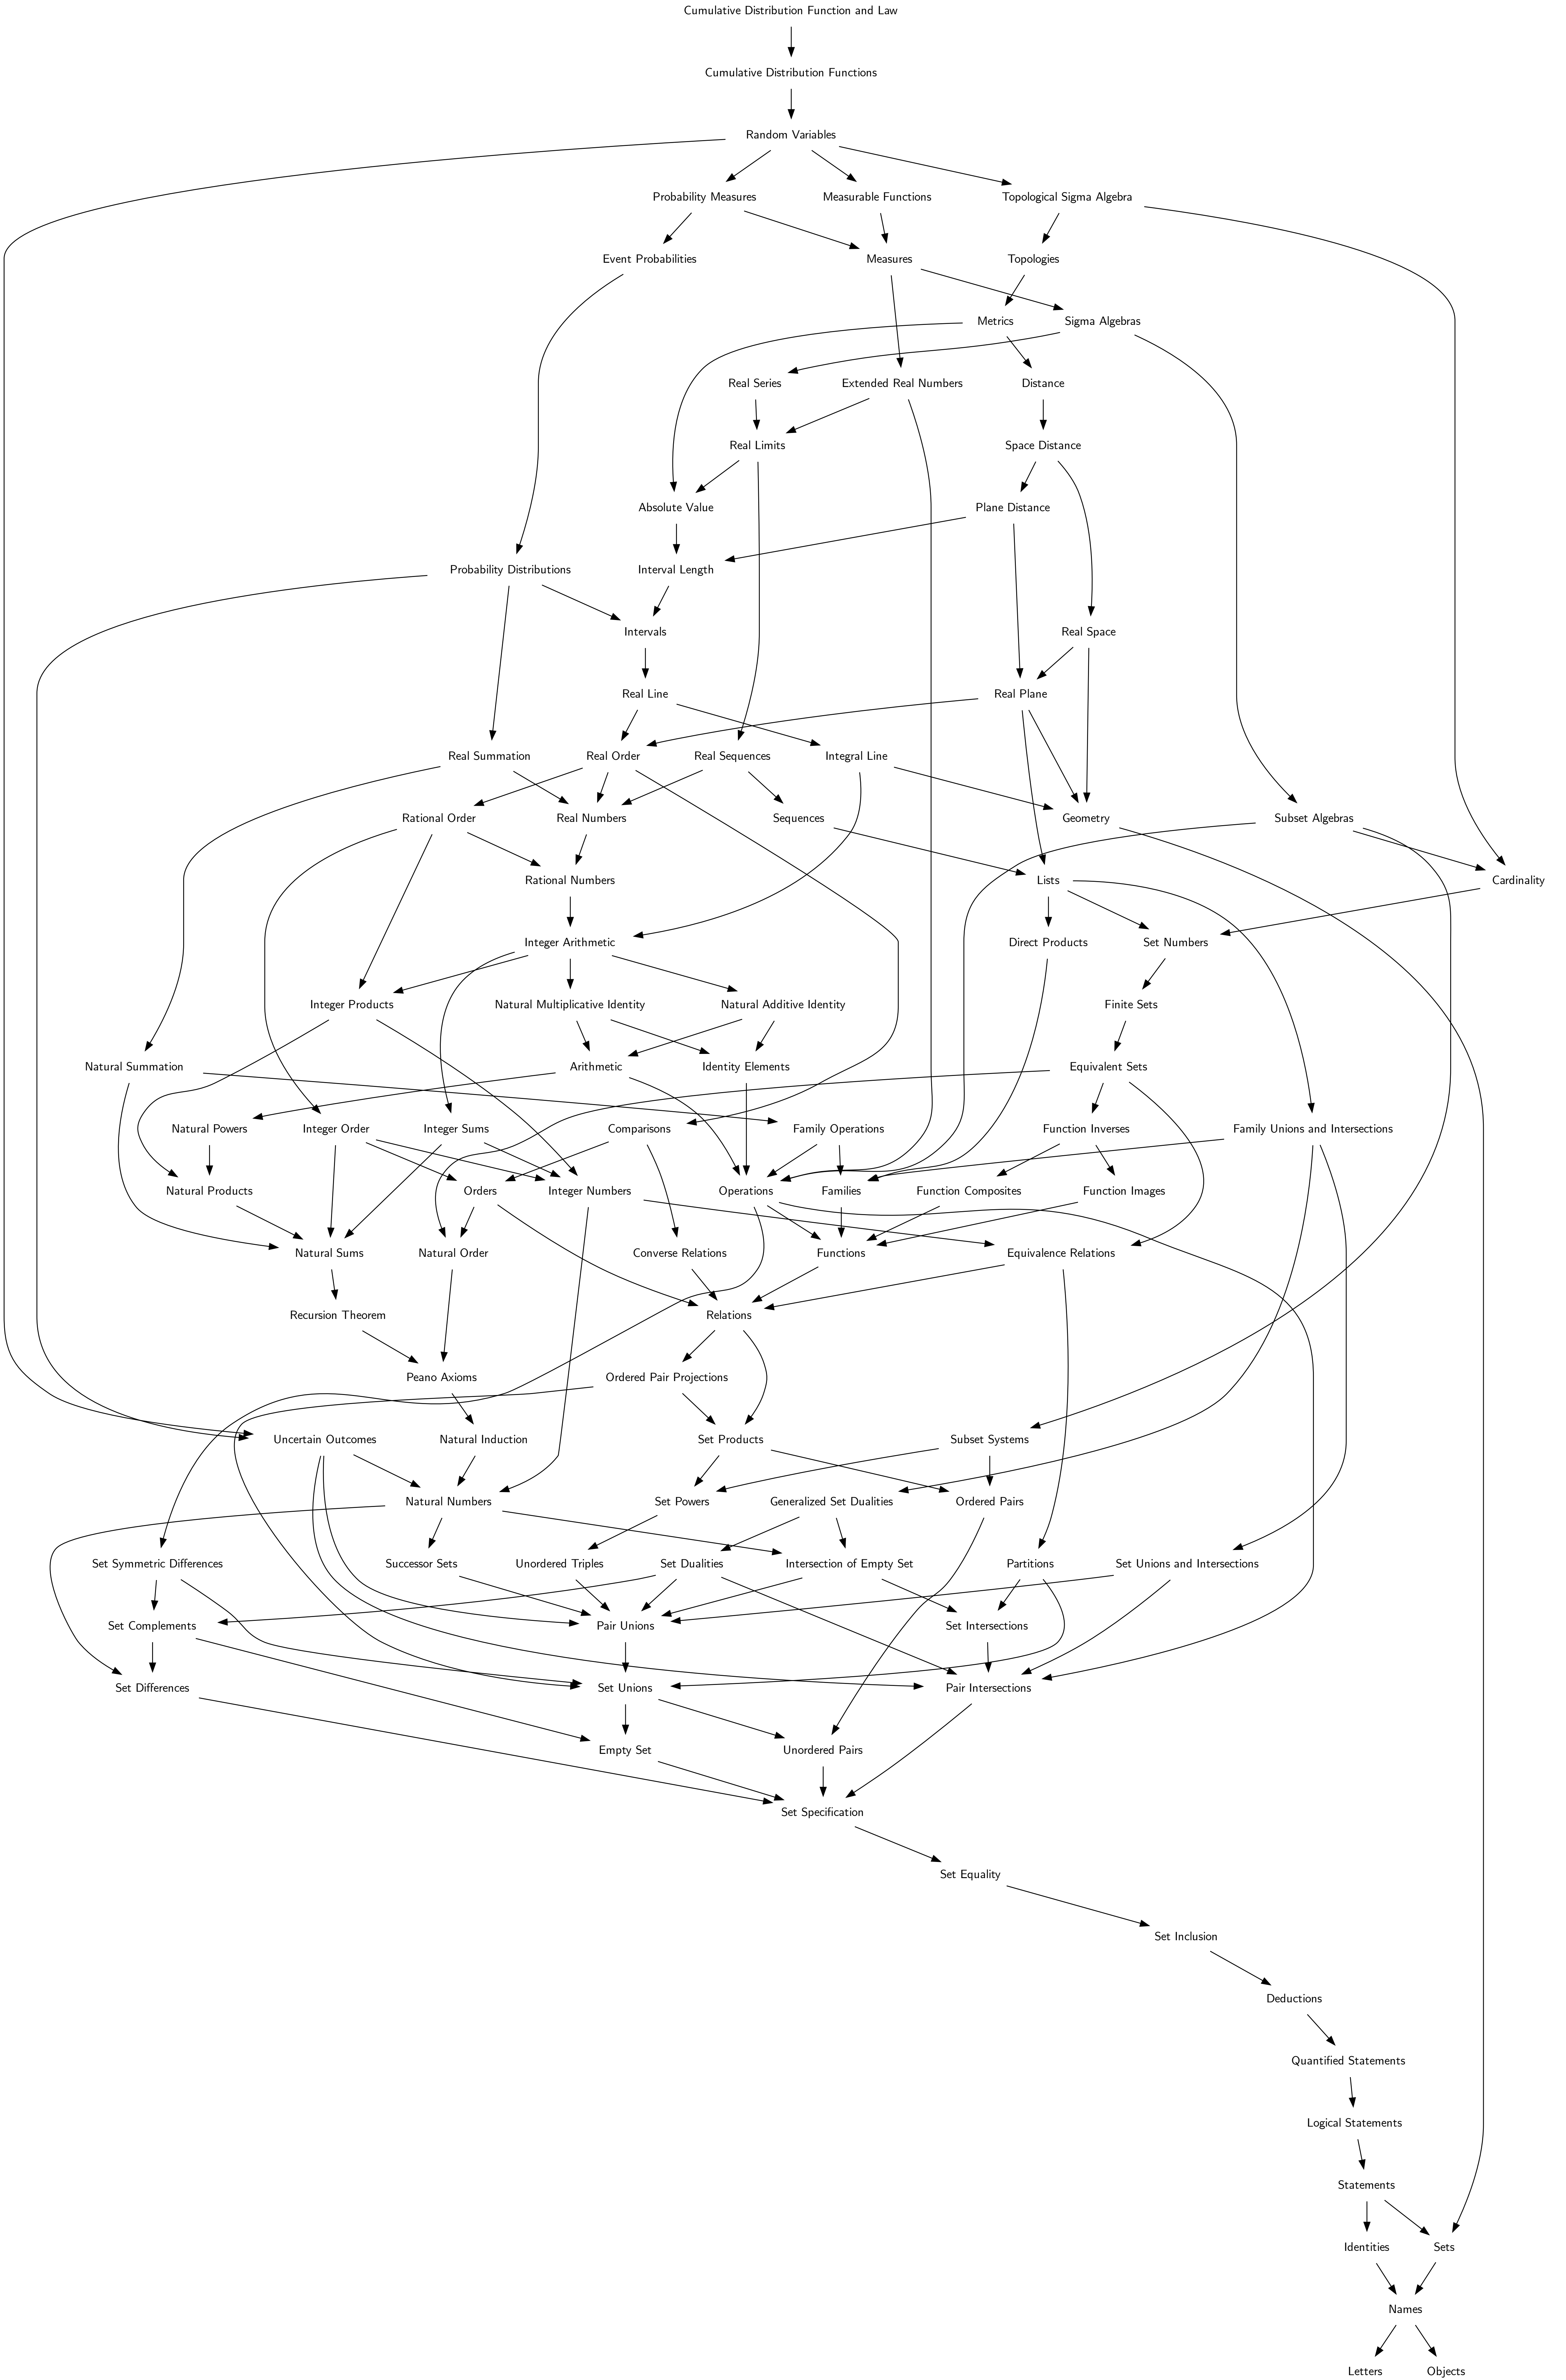 Cumulative Distribution Function and Law
Cumulative Distribution Functions
Random Variables
Probability Measures
Measurable Functions
Topological Sigma Algebra
Event Probabilities
Measures
Topologies
Metrics
Sigma Algebras
Real Series
Extended Real Numbers
Distance
Real Limits
Space Distance
Absolute Value
Plane Distance
Probability Distributions
Interval Length
Intervals
Real Space
Real Line
Real Plane
Real Summation
Real Order
Real Sequences
Integral Line
Rational Order
Real Numbers
Sequences
Geometry
Subset Algebras
Rational Numbers
Lists
Cardinality
Integer Arithmetic
Direct Products
Set Numbers
Integer Products
Natural Multiplicative Identity
Natural Additive Identity
Finite Sets
Natural Summation
Arithmetic
Identity Elements
Equivalent Sets
Natural Powers
Integer Order
Integer Sums
Comparisons
Family Operations
Function Inverses
Family Unions and Intersections
Natural Products
Orders
Integer Numbers
Operations
Families
Function Composites
Function Images
Natural Sums
Natural Order
Converse Relations
Functions
Equivalence Relations
Recursion Theorem
Relations
Peano Axioms
Ordered Pair Projections
Uncertain Outcomes
Natural Induction
Set Products
Subset Systems
Natural Numbers
Set Powers
Generalized Set Dualities
Ordered Pairs
Set Symmetric Differences
Successor Sets
Unordered Triples
Set Dualities
Intersection of Empty Set
Partitions
Set Unions and Intersections
Set Complements
Pair Unions
Set Intersections
Set Differences
Set Unions
Pair Intersections
Empty Set
Unordered Pairs
Set Specification
Set Equality
Set Inclusion
Deductions
Quantified Statements
Logical Statements
Statements
Identities
Sets
Names
Letters
Objects